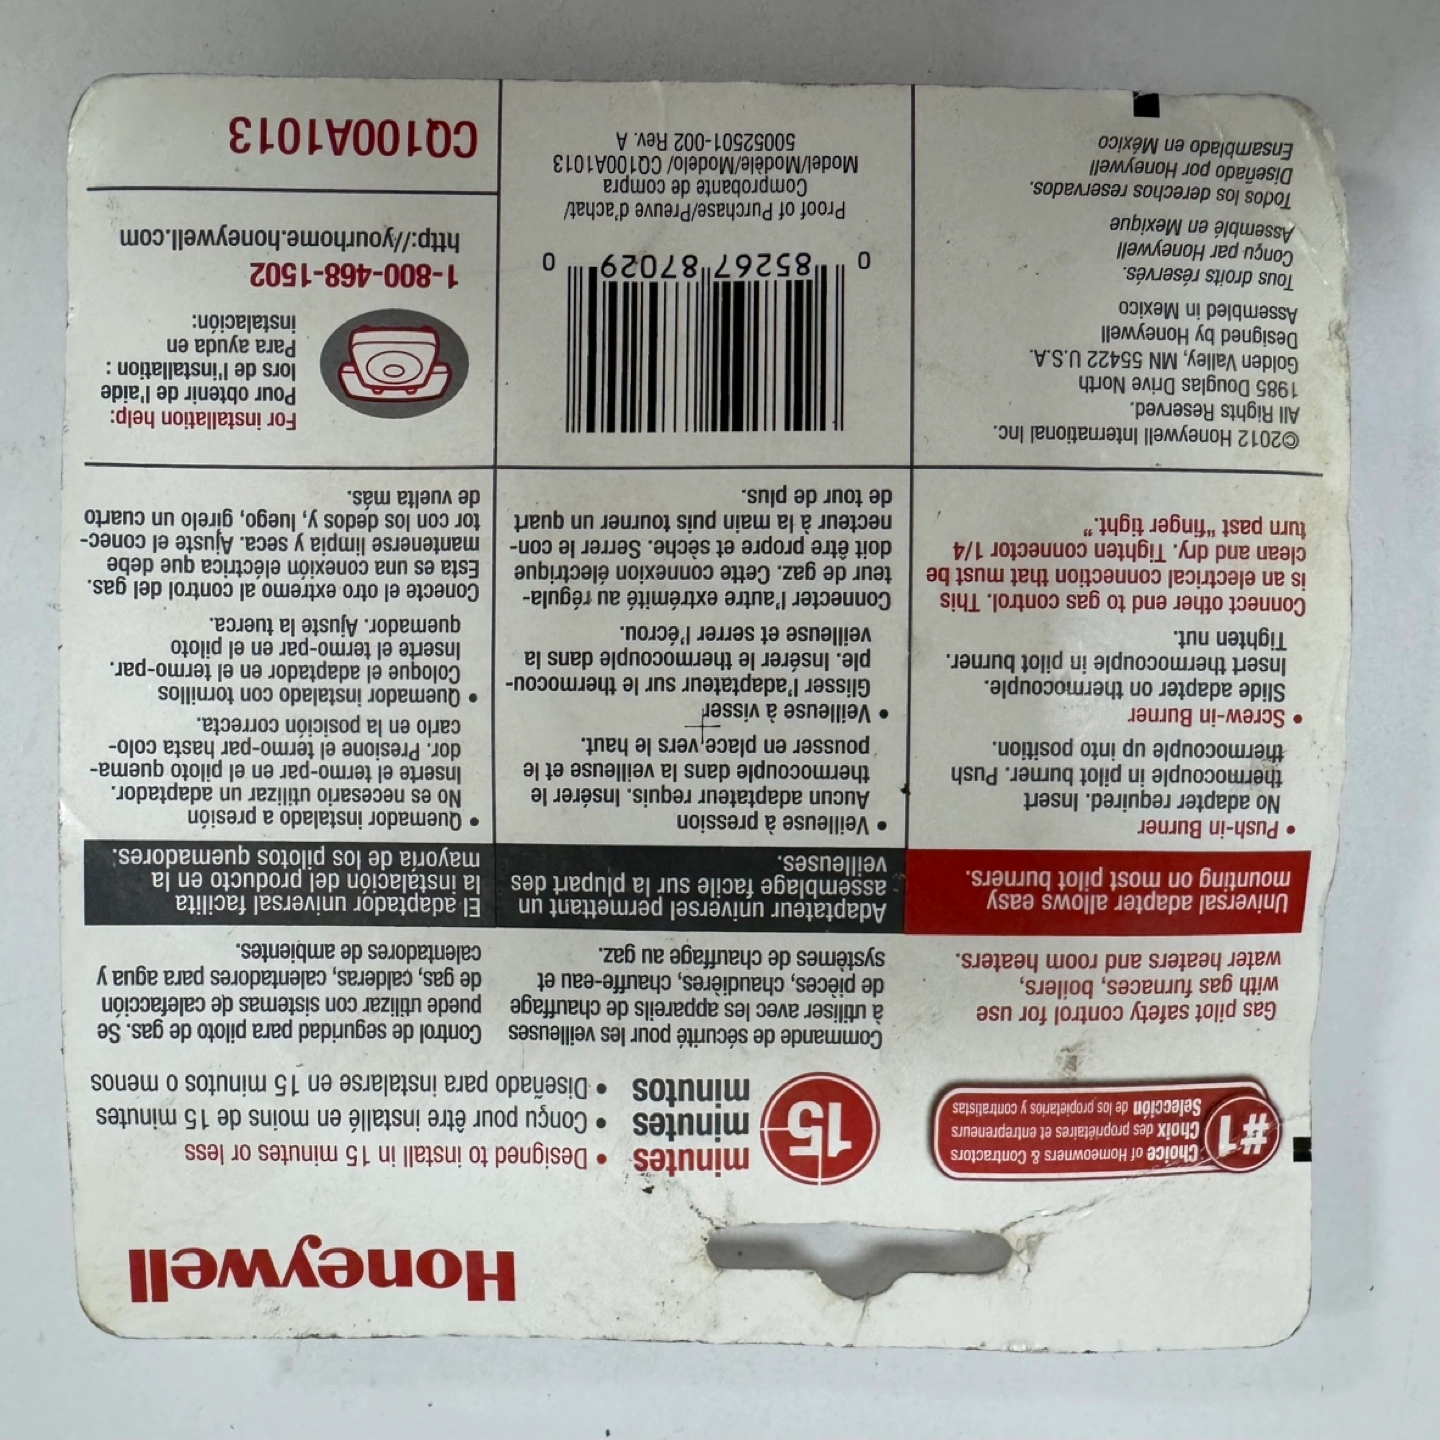 Honeywell
#1 Choice of Homeowners & Contractors
Choix des propriétaires et entrepreneurs
Selección de los propietarios y contratistas
15
minutes • Designed to install in 15 minutes or less
minutes • Conçu pour être installé en moins de 15 minutes
minutos • Diseñado para instalarse en 15 minutos o menos
Gas pilot safety control for use
with gas furnaces, boilers,
water heaters and room heaters.
Universal adapter allows easy
mounting on most pilot burners.
• Push-in Burner
No adapter required. Insert
thermocouple in pilot burner. Push
thermocouple up into position.
• Screw-in Burner
Slide adapter on thermocouple.
Insert thermocouple in pilot burner.
Tighten nut.
Connect other end to gas control. This
is an electrical connection that must be
clean and dry. Tighten connector 1/4
turn past “finger tight.”
Commande de sécurité pour les veilleuses
à utiliser avec les appareils de chauffage
de pièces, chaudières, chauffe-eau et
systèmes de chauffage au gaz.
Adaptateur universel permettant un
assemblage facile sur la plupart des
veilleuses.
• Veilleuse à pression
Aucun adaptateur requis. Insérer le
thermocouple dans la veilleuse et le
pousser en place vers le haut.
• Veilleuse à visser
Glisser l’adaptateur sur le thermocou-
ple. Insérer le thermocouple dans la
veilleuse et serrer l’écrou.
Connecter l’autre extrémité au régula-
teur de gaz. Cette connexion électrique
doit être propre et sèche. Serrer le con-
necteur à la main puis tourner un quart
de tour de plus.
Control de seguridad para piloto de gas. Se
puede utilizar con sistemas de calefacción
de gas, calderas, calentadores para agua y
calentadores de ambientes.
El adaptador universal facilita
la instalación del producto en la
mayoría de los pilotos quemadores.
• Quemador instalado a presión
No es necesario utilizar un adaptador.
Inserte el termo-par en el piloto quema-
dor. Presione el termo-par hasta colo-
carlo en la posición correcta.
• Quemador instalado con tornillos
Coloque el adaptador en el termo-par.
Inserte el termo-par en el piloto
quemador. Ajuste la tuerca.
Conecte el otro extremo al control del gas.
Esta es una conexión eléctrica que debe
mantenerse limpia y seca. Ajuste el conec-
tor con los dedos y, luego, gírelo un cuarto
de vuelta más.
©2012 Honeywell International Inc.
All Rights Reserved.
1985 Douglas Drive North
Golden Valley, MN 55422 U.S.A.
Designed by Honeywell
Assembled in Mexico
Tous droits réservés.
Conçu par Honeywell
Assemblé en Mexique
Todos los derechos reservados.
Diseñado por Honeywell
Ensamblado en México
0 85267 87029 0
Proof of Purchase/Preuve d’achat/
Comprobante de compra
Model/Modèle/Modelo/ CQ100A1013
50052501-002 Rev. A
For installation help:
Pour obtenir de l’aide
lors de l’installation :
Para ayuda en
instalación:
1-800-468-1502
http://yourhome.honeywell.com
CQ100A1013